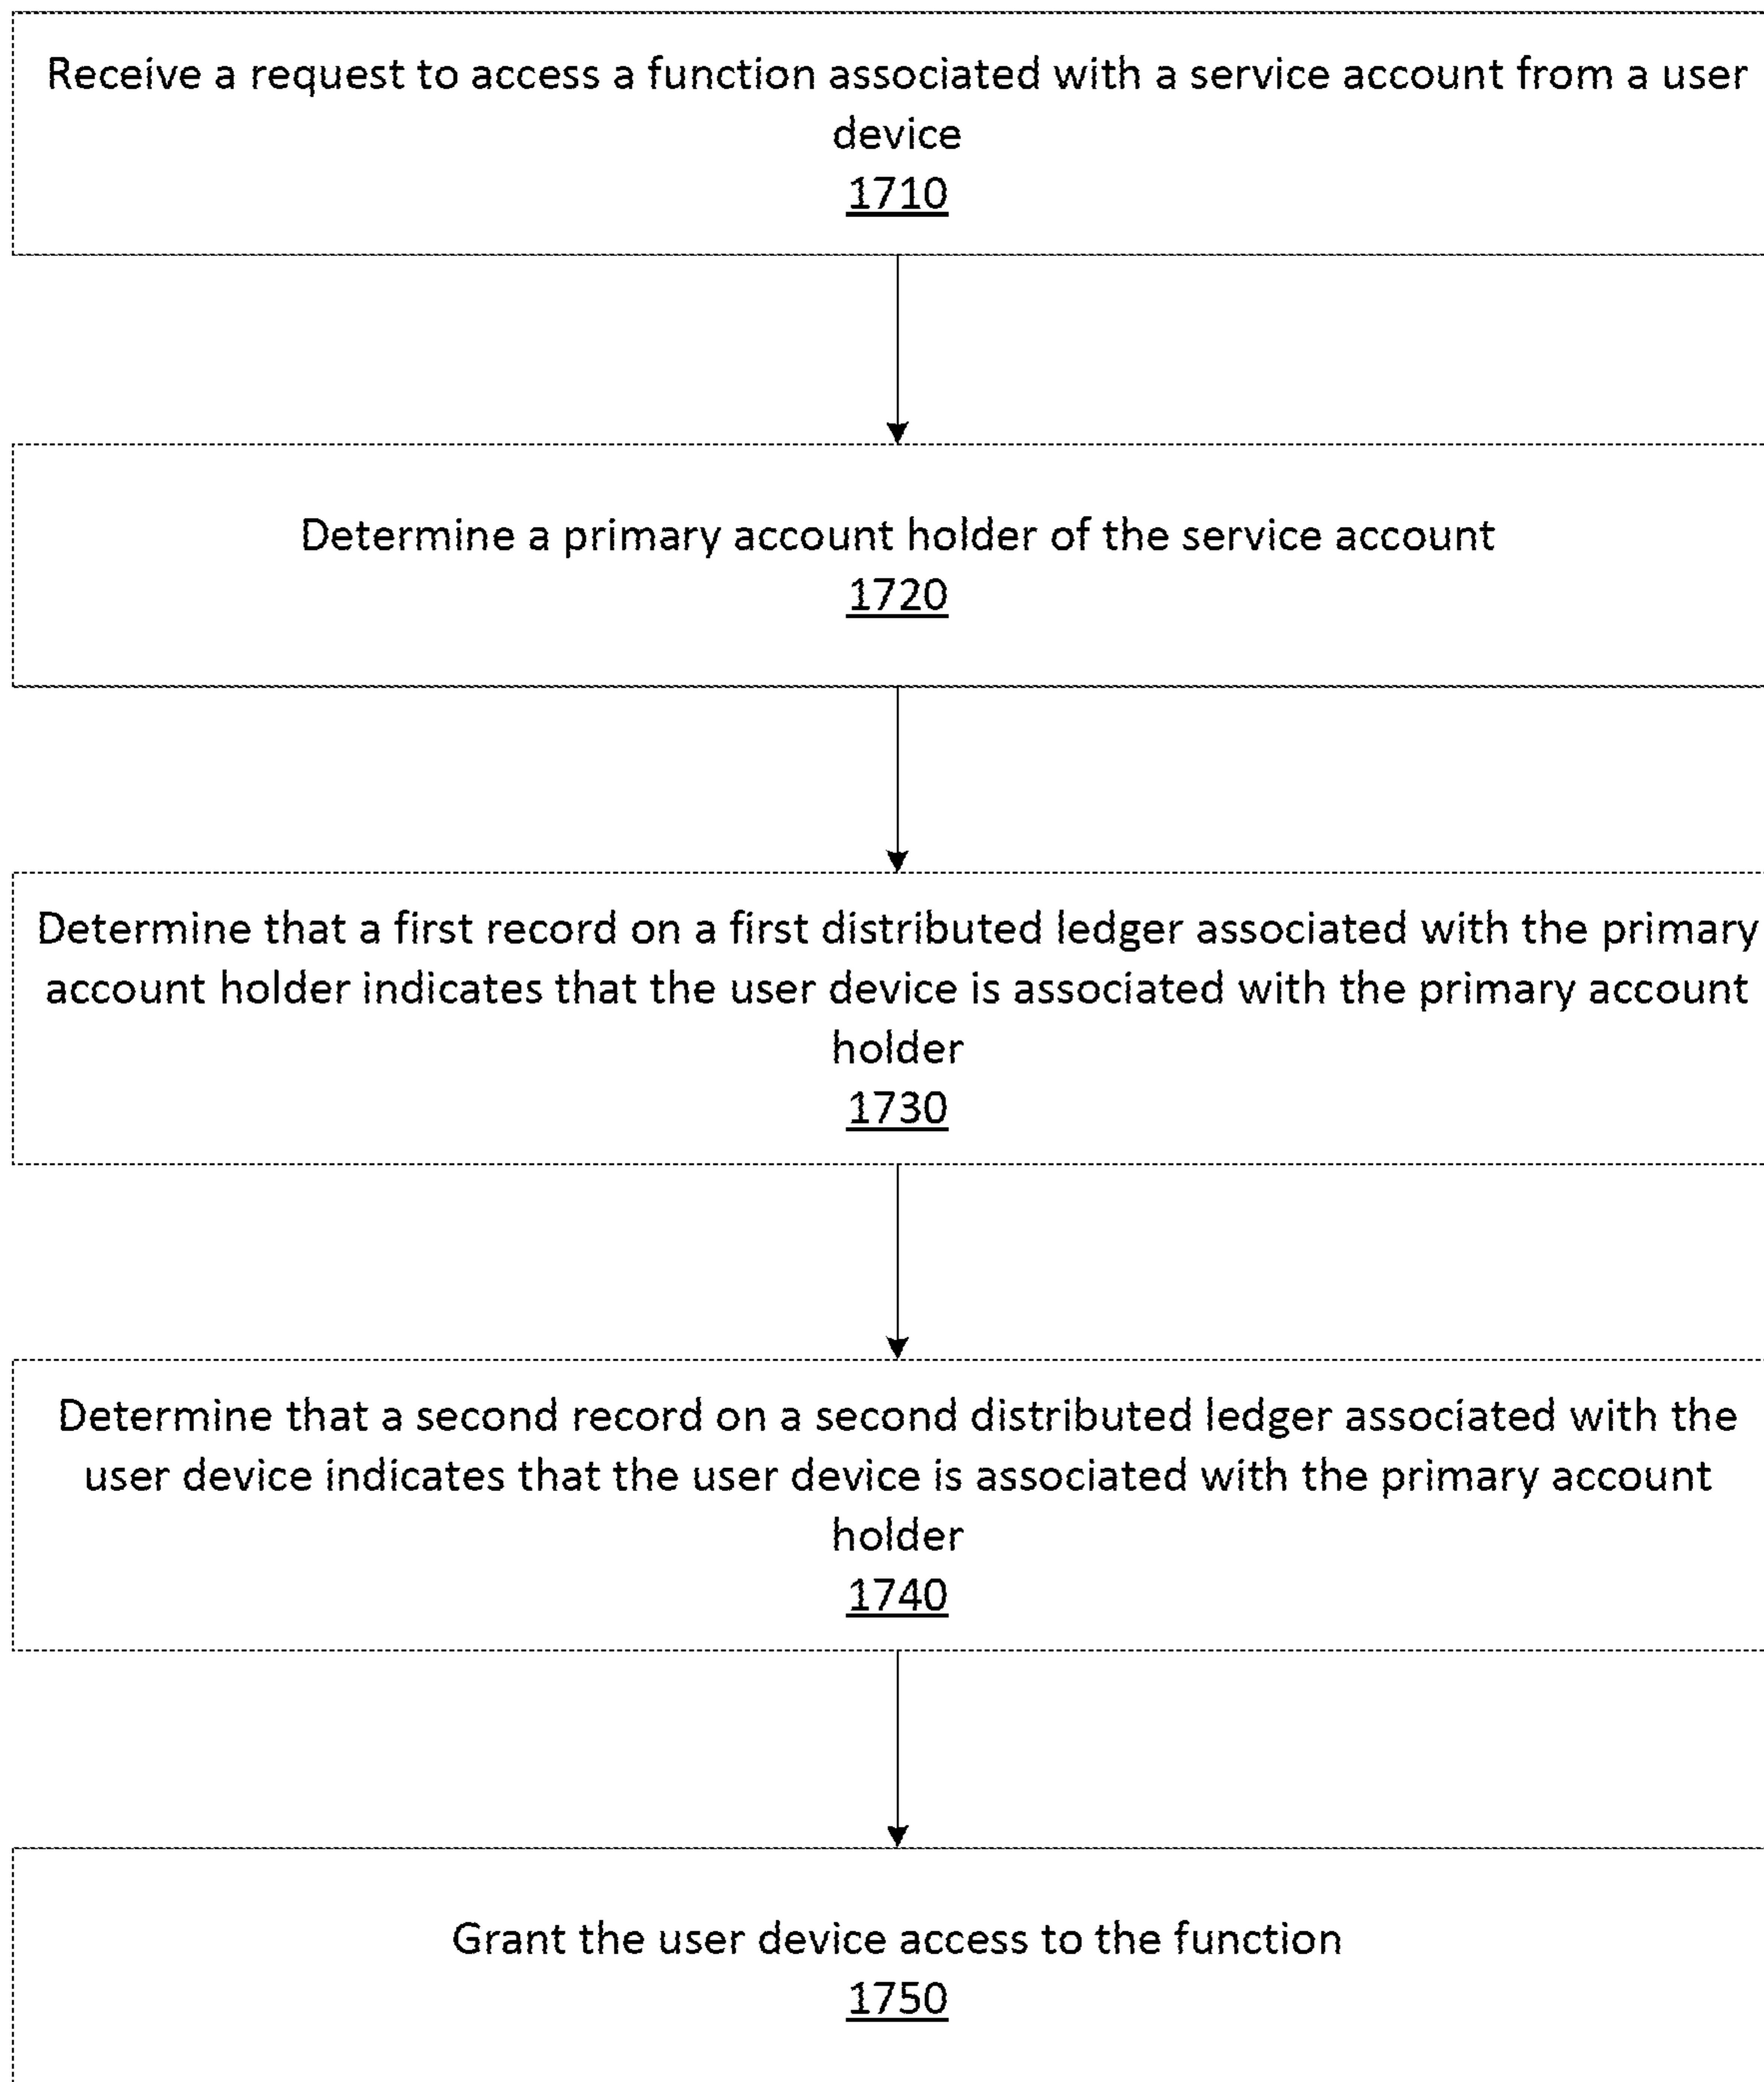 Receive a request to access a function associated with a service account from a user
device
1710
Determine a primary account holder of the service account
1720
Determine that a first record on a first distributed ledger associated with the primary
account holder indicates that the user device is associated with the primary account
holder
1730
Determine that a second record on a second distributed ledger associated with the
user device indicates that the user device is associated with the primary account
holder
1740
Grant the user device access to the function
1750